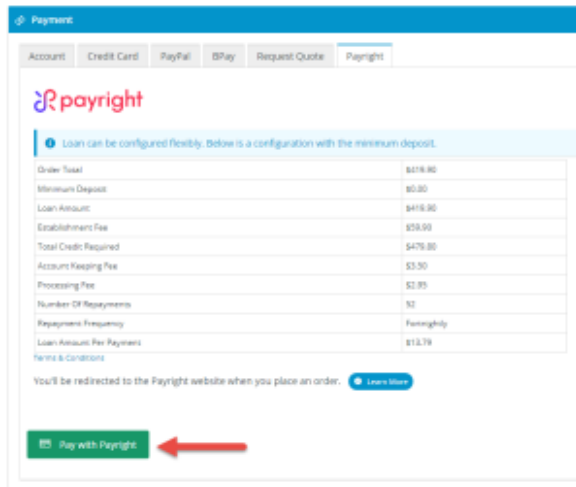 Payment
Account Credit Card PayPal BPay Request Quote Payright
payright
Loan can be configured flexibly. Below is a configuration with the minimum deposit.
Order Total $419.90
Minimum Deposit $0.00
Loan Amount $419.90
Establishment Fee
Total Credit Required
Account Keeping Fee $3.50
Processing Fee $2.95
Number Of Repayments
Repayment Frequency Fortnightly
Loan Amount Per Payment $13.79
Terms & Conditions
You'll be redirected to the Payright website when you place an order. Learn More
Pay with Payright